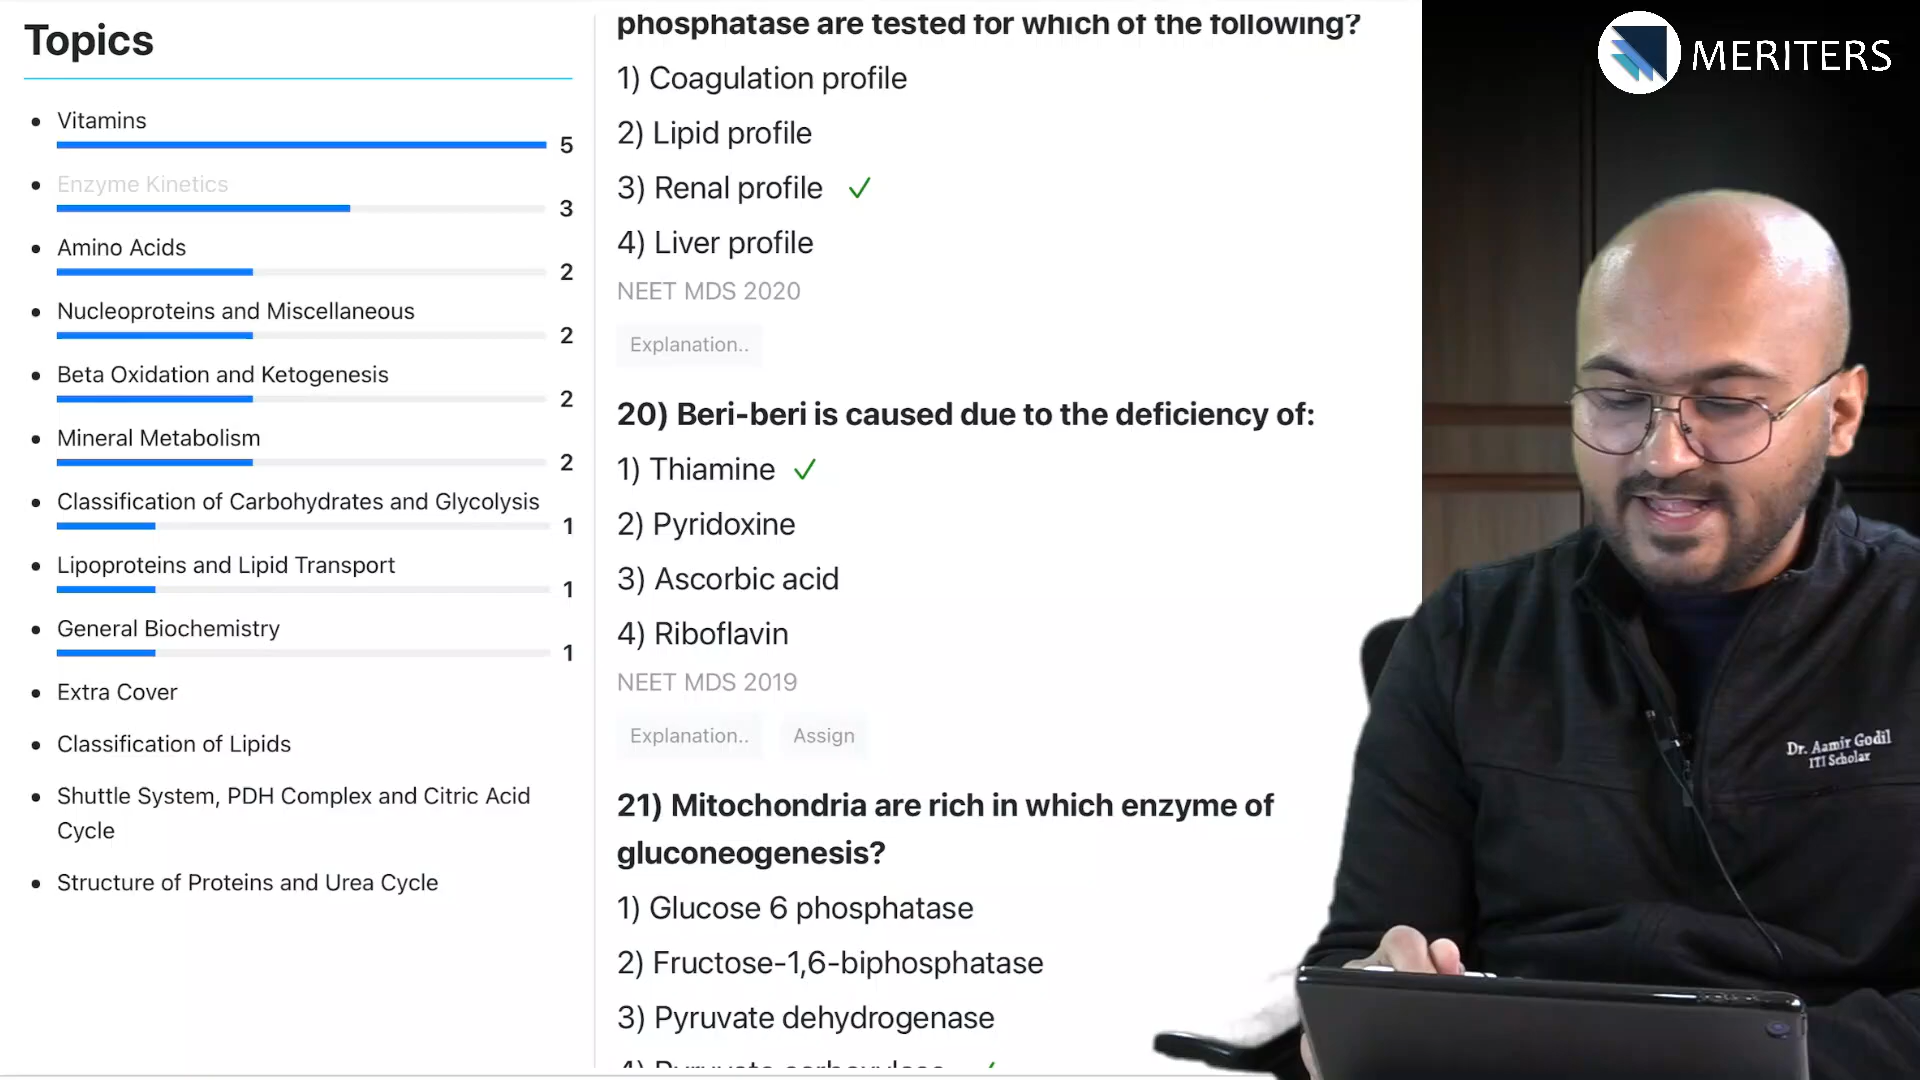 Topics
Vitamins
5
Enzyme Kinetics
3
Amino Acids
2
Nucleoproteins and Miscellaneous
2
Beta Oxidation and Ketogenesis
2
Mineral Metabolism
2
Classification of Carbohydrates and Glycolysis
1
Lipoproteins and Lipid Transport
1
General Biochemistry
1
Extra Cover
Classification of Lipids
Shuttle System, PDH Complex and Citric Acid
Cycle
Structure of Proteins and Urea Cycle
phosphatase are tested for which of the following?
1) Coagulation profile
2) Lipid profile
3) Renal profile ✓
4) Liver profile
NEET MDS 2020
Explanation..
20) Beri-beri is caused due to the deficiency of:
1) Thiamine ✓
2) Pyridoxine
3) Ascorbic acid
4) Riboflavin
NEET MDS 2019
Explanation.. Assign
21) Mitochondria are rich in which enzyme of
gluconeogenesis?
1) Glucose 6 phosphatase
2) Fructose-1,6-biphosphatase
3) Pyruvate dehydrogenase
4) Pyruvate carboxylase ✓
MERITERS
Dr. Aamir Godil
ITI Scholar